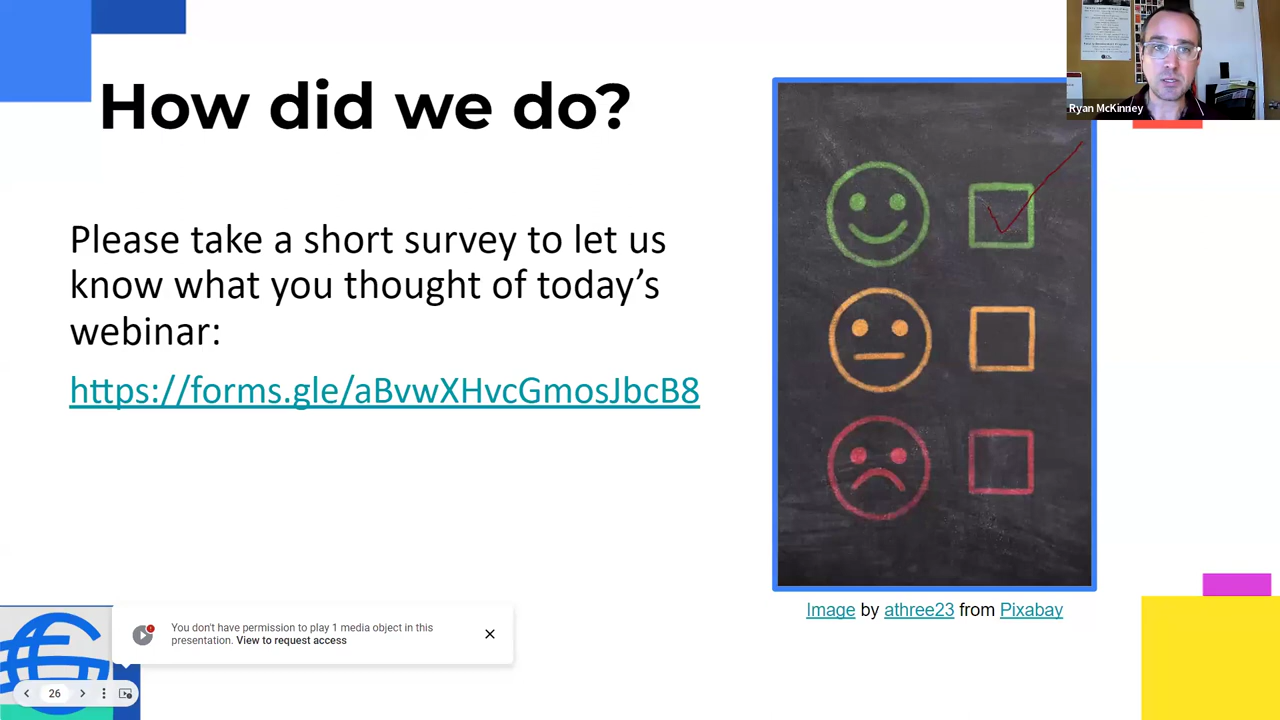 How did we do?
Ryan McKinney
Please take a short survey to let us
know what you thought of today’s
webinar:
https://forms.gle/aBvwXHvcGmosJbcB8
Image by athree23 from Pixabay
You don't have permission to play 1 media object in this
presentation. View to request access
26